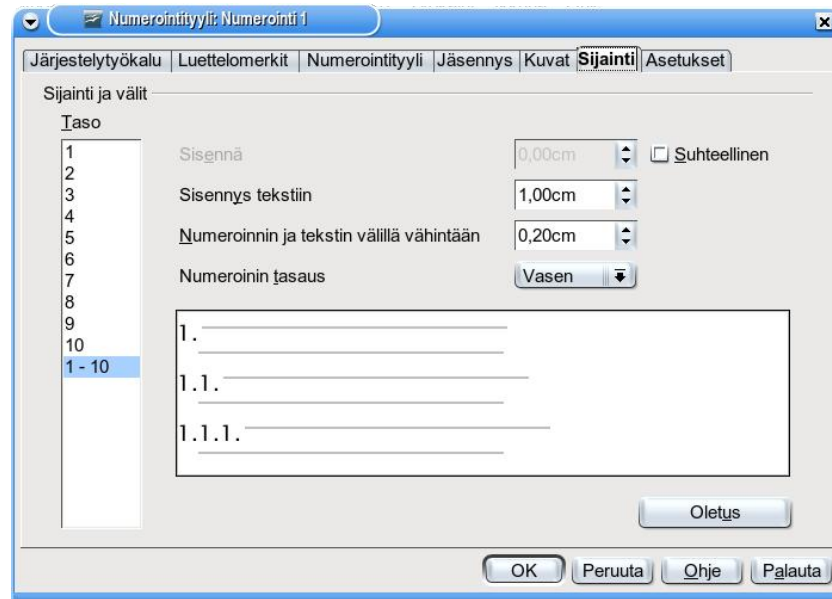 Numerointityyli: Numerointi 1
Järjestelytyökalu Luettelomerkit Numerointityyli Jäsennys Kuvat Sijainti Asetukset
Sijainti ja välit
Taso
1
2
3
4
5
6
7
8
9
10
1 - 10
Sisennä 0,00cm Suhteellinen
Sisennys tekstiin 1,00cm
Numeroinnin ja tekstin välillä vähintään 0,20cm
Numeroinin tasaus Vasen
1.
1.1.
1.1.1.
Oletus
OK Peruuta Ohje Palauta